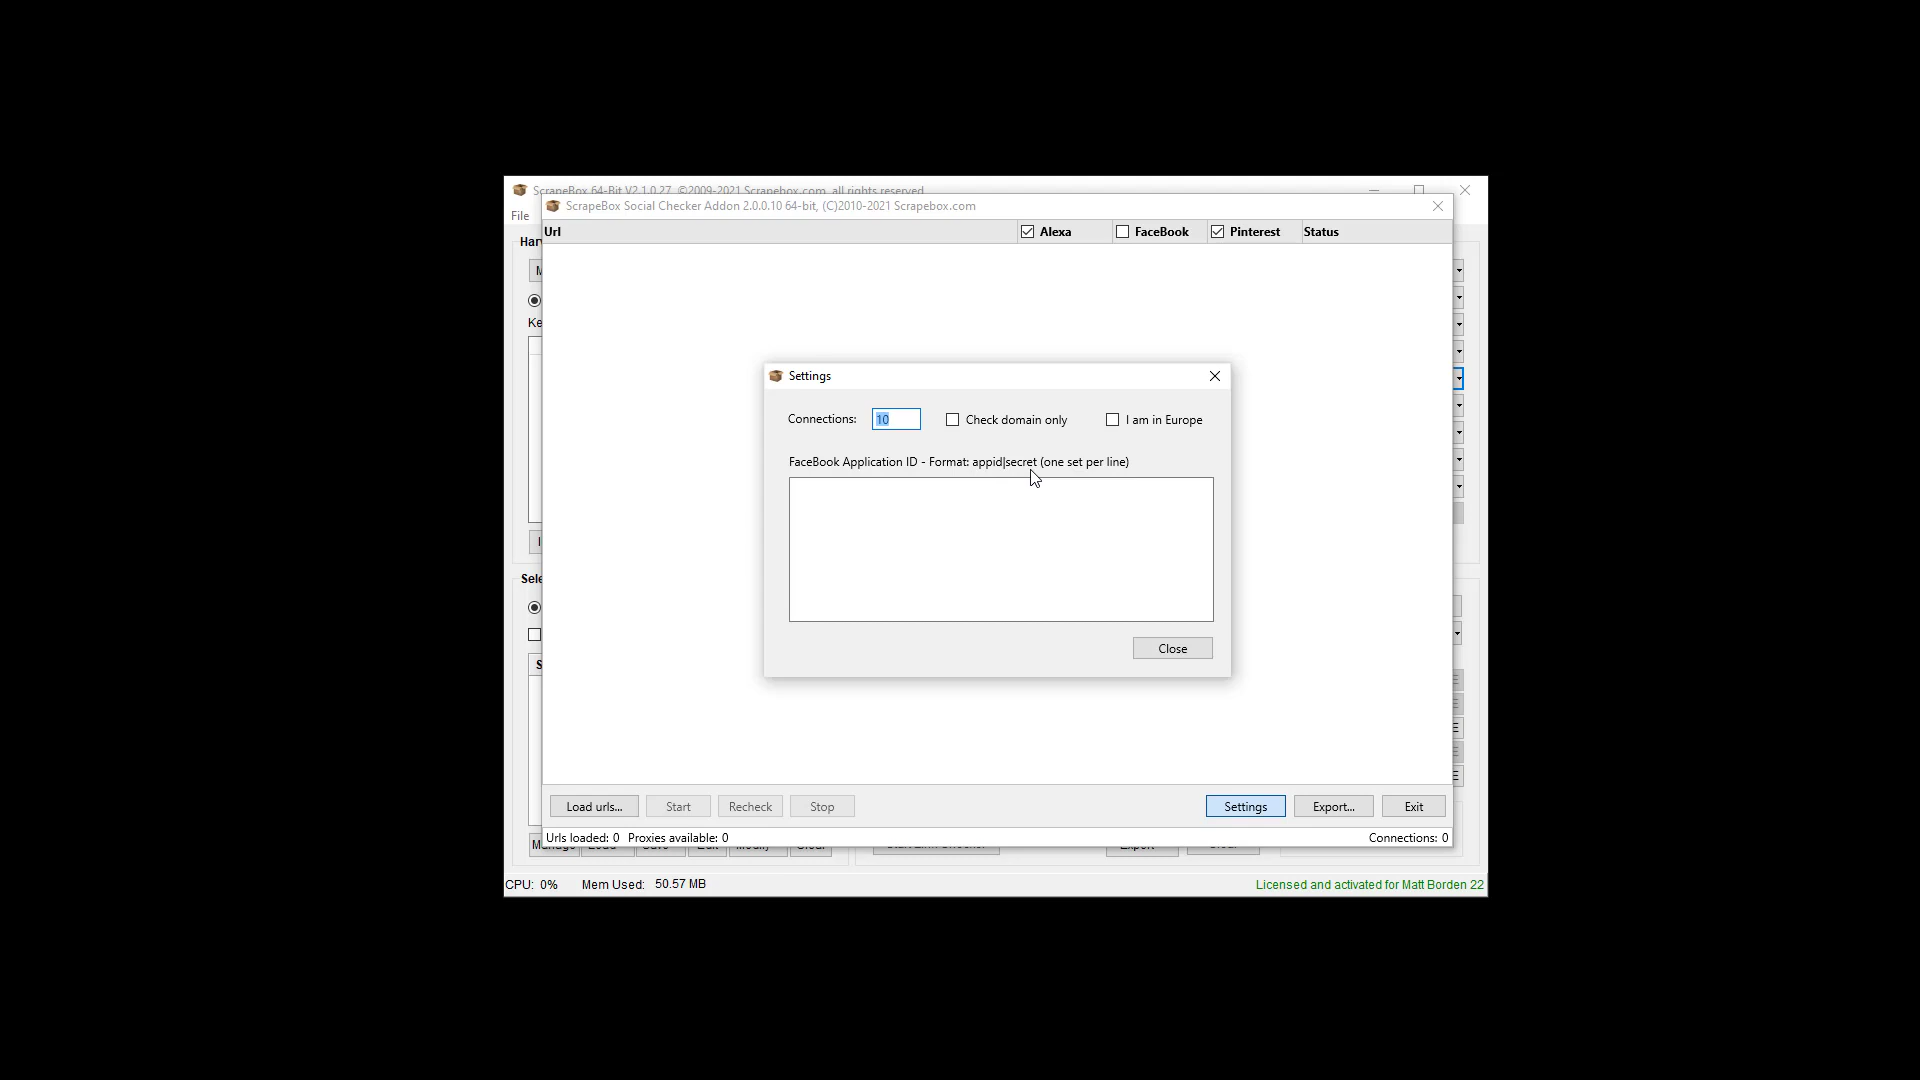 ScrapeBox 64-Bit V2.1.0.27 ©2009-2021 Scrapebox.com, all rights reserved
ScrapeBox Social Checker Addon 2.0.0.10 64-bit, (C)2010-2021 Scrapebox.com
File
Url Alexa FaceBook Pinterest Status
Settings
Connections: 10 Check domain only I am in Europe
FaceBook Application ID - Format: appid|secret (one set per line)
Close
Load urls... Start Recheck Stop Settings Export... Exit
Urls loaded: 0 Proxies available: 0 Connections: 0
CPU: 0% Mem Used: 50.57 MB Licensed and activated for Matt Borden 22